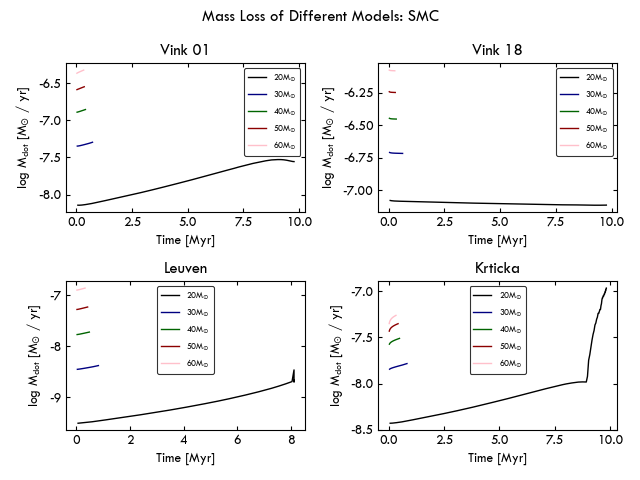 Mass Loss of Different Models: SMC
Vink 01
log M_dot [M☉ / yr]
-6.5
-7.0
-7.5
-8.0
0.0 2.5 5.0 7.5 10.0
Time [Myr]
20M☉
30M☉
40M☉
50M☉
60M☉
Vink 18
log M_dot [M☉ / yr]
-6.25
-6.50
-6.75
-7.00
0.0 2.5 5.0 7.5 10.0
Time [Myr]
20M☉
30M☉
40M☉
50M☉
60M☉
Leuven
log M_dot [M☉ / yr]
-7
-8
-9
0 2 4 6 8
Time [Myr]
20M☉
30M☉
40M☉
50M☉
60M☉
Krticka
log M_dot [M☉ / yr]
-7.0
-7.5
-8.0
-8.5
0.0 2.5 5.0 7.5 10.0
Time [Myr]
20M☉
30M☉
40M☉
50M☉
60M☉